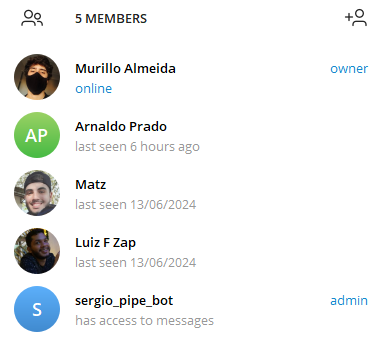 5 MEMBERS
Murillo Almeida owner
online
AP Arnaldo Prado
last seen 6 hours ago
Matz
last seen 13/06/2024
Luiz F Zap
last seen 13/06/2024
S sergio_pipe_bot admin
has access to messages